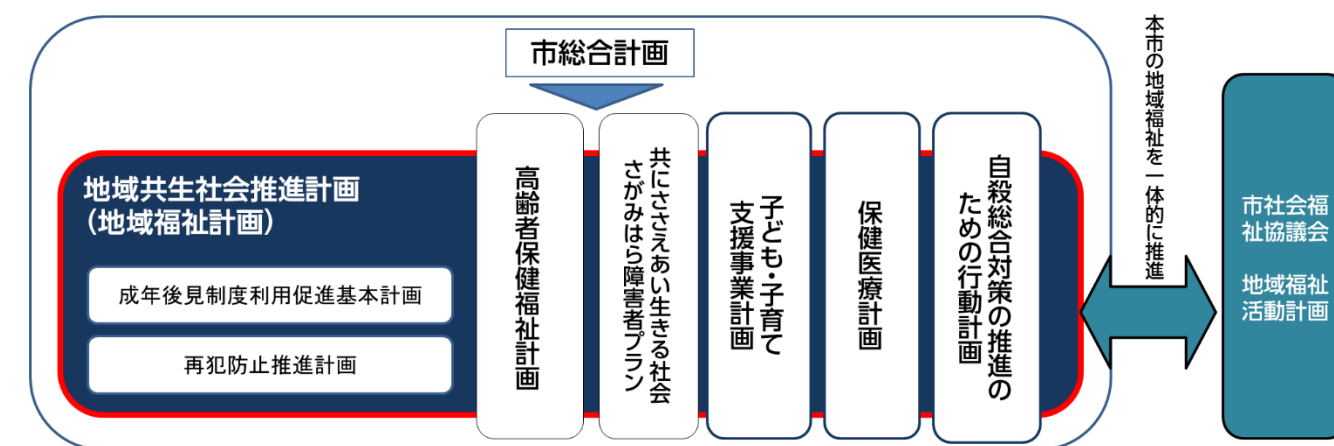 市総合計画
地域共生社会推進計画
（地域福祉計画）
成年後見制度利用促進基本計画
再犯防止推進計画
高齢者保健福祉計画
共にささえあい生きる社会
さがみはら障害者プラン
子ども・子育て
支援事業計画
保健医療計画
自殺総合対策の推進の
ための行動計画
本市の地域福祉を一体的に推進
市社会福
祉協議会
地域福祉
活動計画